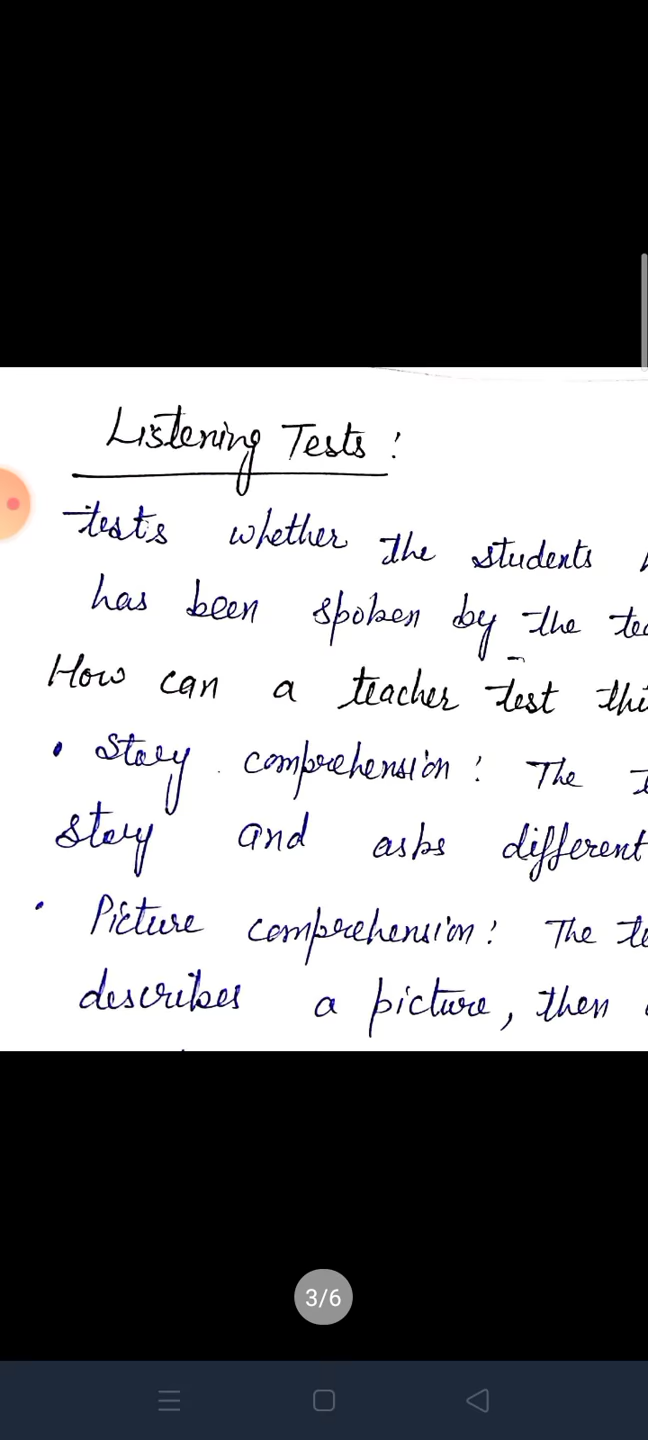 Listening Tests :
tests whether the students
has been spoken by the
How can a teacher test
• Story comprehension : The
story and asks different
• Picture comprehension : The
describes a picture, then
3/6